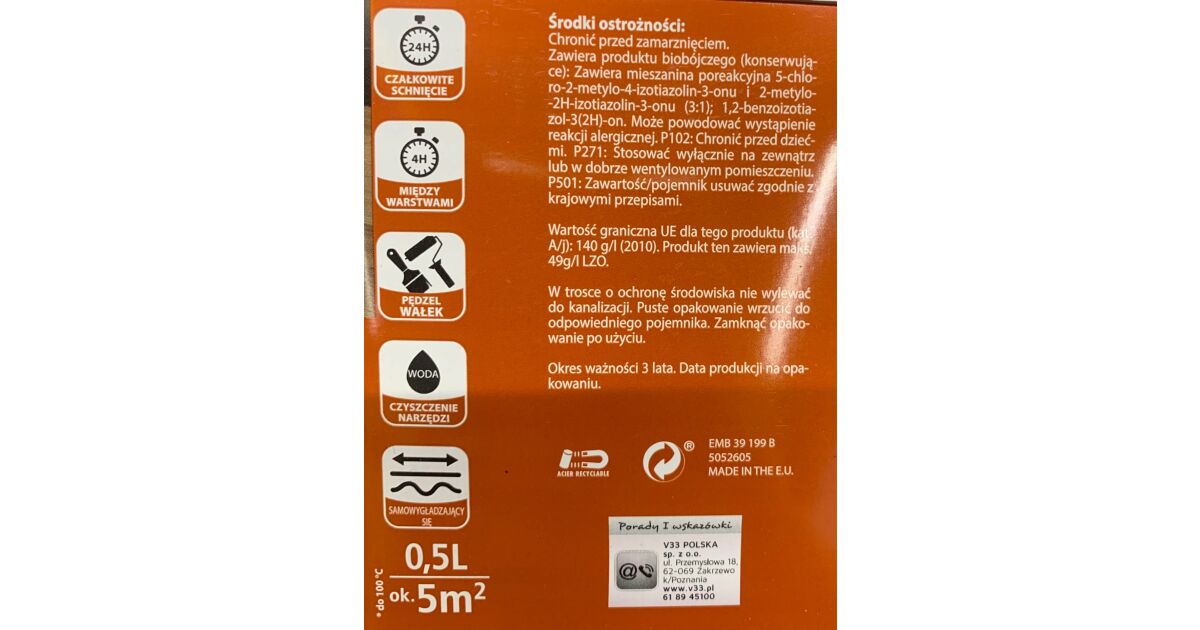 24H
CZAŁKOWITE
SCHNIĘCIE
4H
MIĘDZY
WARSTWAMI
PĘDZEL
WAŁEK
WODA
CZYSZCZENIE
NARZĘDZI
SAMOWYGŁADZAJĄCY
SIĘ
0,5L
ok. 5m²
* do 100°C
Środki ostrożności:
Chronić przed zamarznięciem.
Zawiera produktu biobójczego (konserwują-
ce): Zawiera mieszanina poreakcyjna 5-chlo-
ro-2-metylo-4-izotiazolin-3-onu i 2-metylo-
-2H-izotiazolin-3-onu (3:1); 1,2-benzoizotia-
zol-3(2H)-on. Może powodować wystąpienie
reakcji alergicznej. P102: Chronić przed dzieć-
mi. P271: Stosować wyłącznie na zewnątrz
lub w dobrze wentylowanym pomieszczeniu.
P501: Zawartość/pojemnik usuwać zgodnie z
krajowymi przepisami.
Wartość graniczna UE dla tego produktu (kat.
A/j): 140 g/l (2010). Produkt ten zawiera maks.
49g/l LZO.
W trosce o ochronę środowiska nie wylewać
do kanalizacji. Puste opakowanie wrzucić do
odpowiedniego pojemnika. Zamknąć opako-
wanie po użyciu.
Okres ważności 3 lata. Data produkcji na opa-
kowaniu.
ACIER RECYCLABLE
®
EMB 39 199 B
5052605
MADE IN THE E.U.
Porady I wskazówki
@
V33 POLSKA
sp. z o.o.
ul. Przemysłowa 18,
62-069 Zakrzewo
k/Poznania
www.v33.pl
61 89 45100